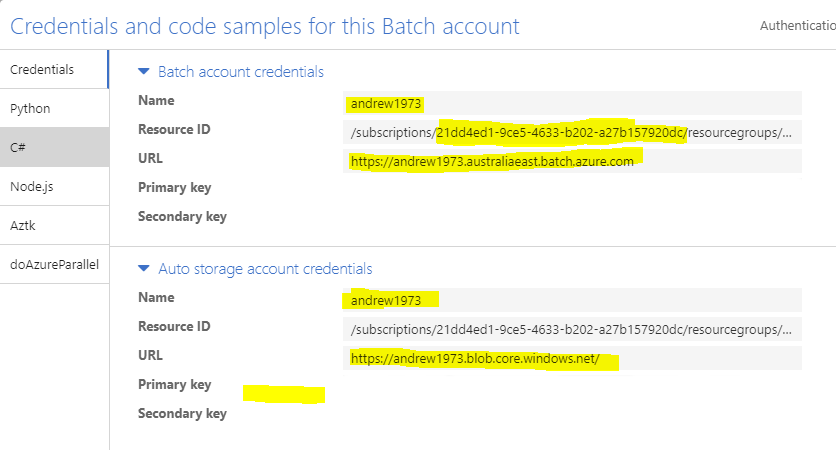 Credentials and code samples for this Batch account
Authenticatio
Credentials
Python
C#
Node.js
Aztk
doAzureParallel
Batch account credentials
Name andrew1973
Resource ID /subscriptions/21dd4ed1-9ce5-4633-b202-a27b157920dc/resourcegroups/...
URL https://andrew1973.australiaeast.batch.azure.com
Primary key
Secondary key
Auto storage account credentials
Name andrew1973
Resource ID /subscriptions/21dd4ed1-9ce5-4633-b202-a27b157920dc/resourcegroups/...
URL https://andrew1973.blob.core.windows.net/
Primary key
Secondary key